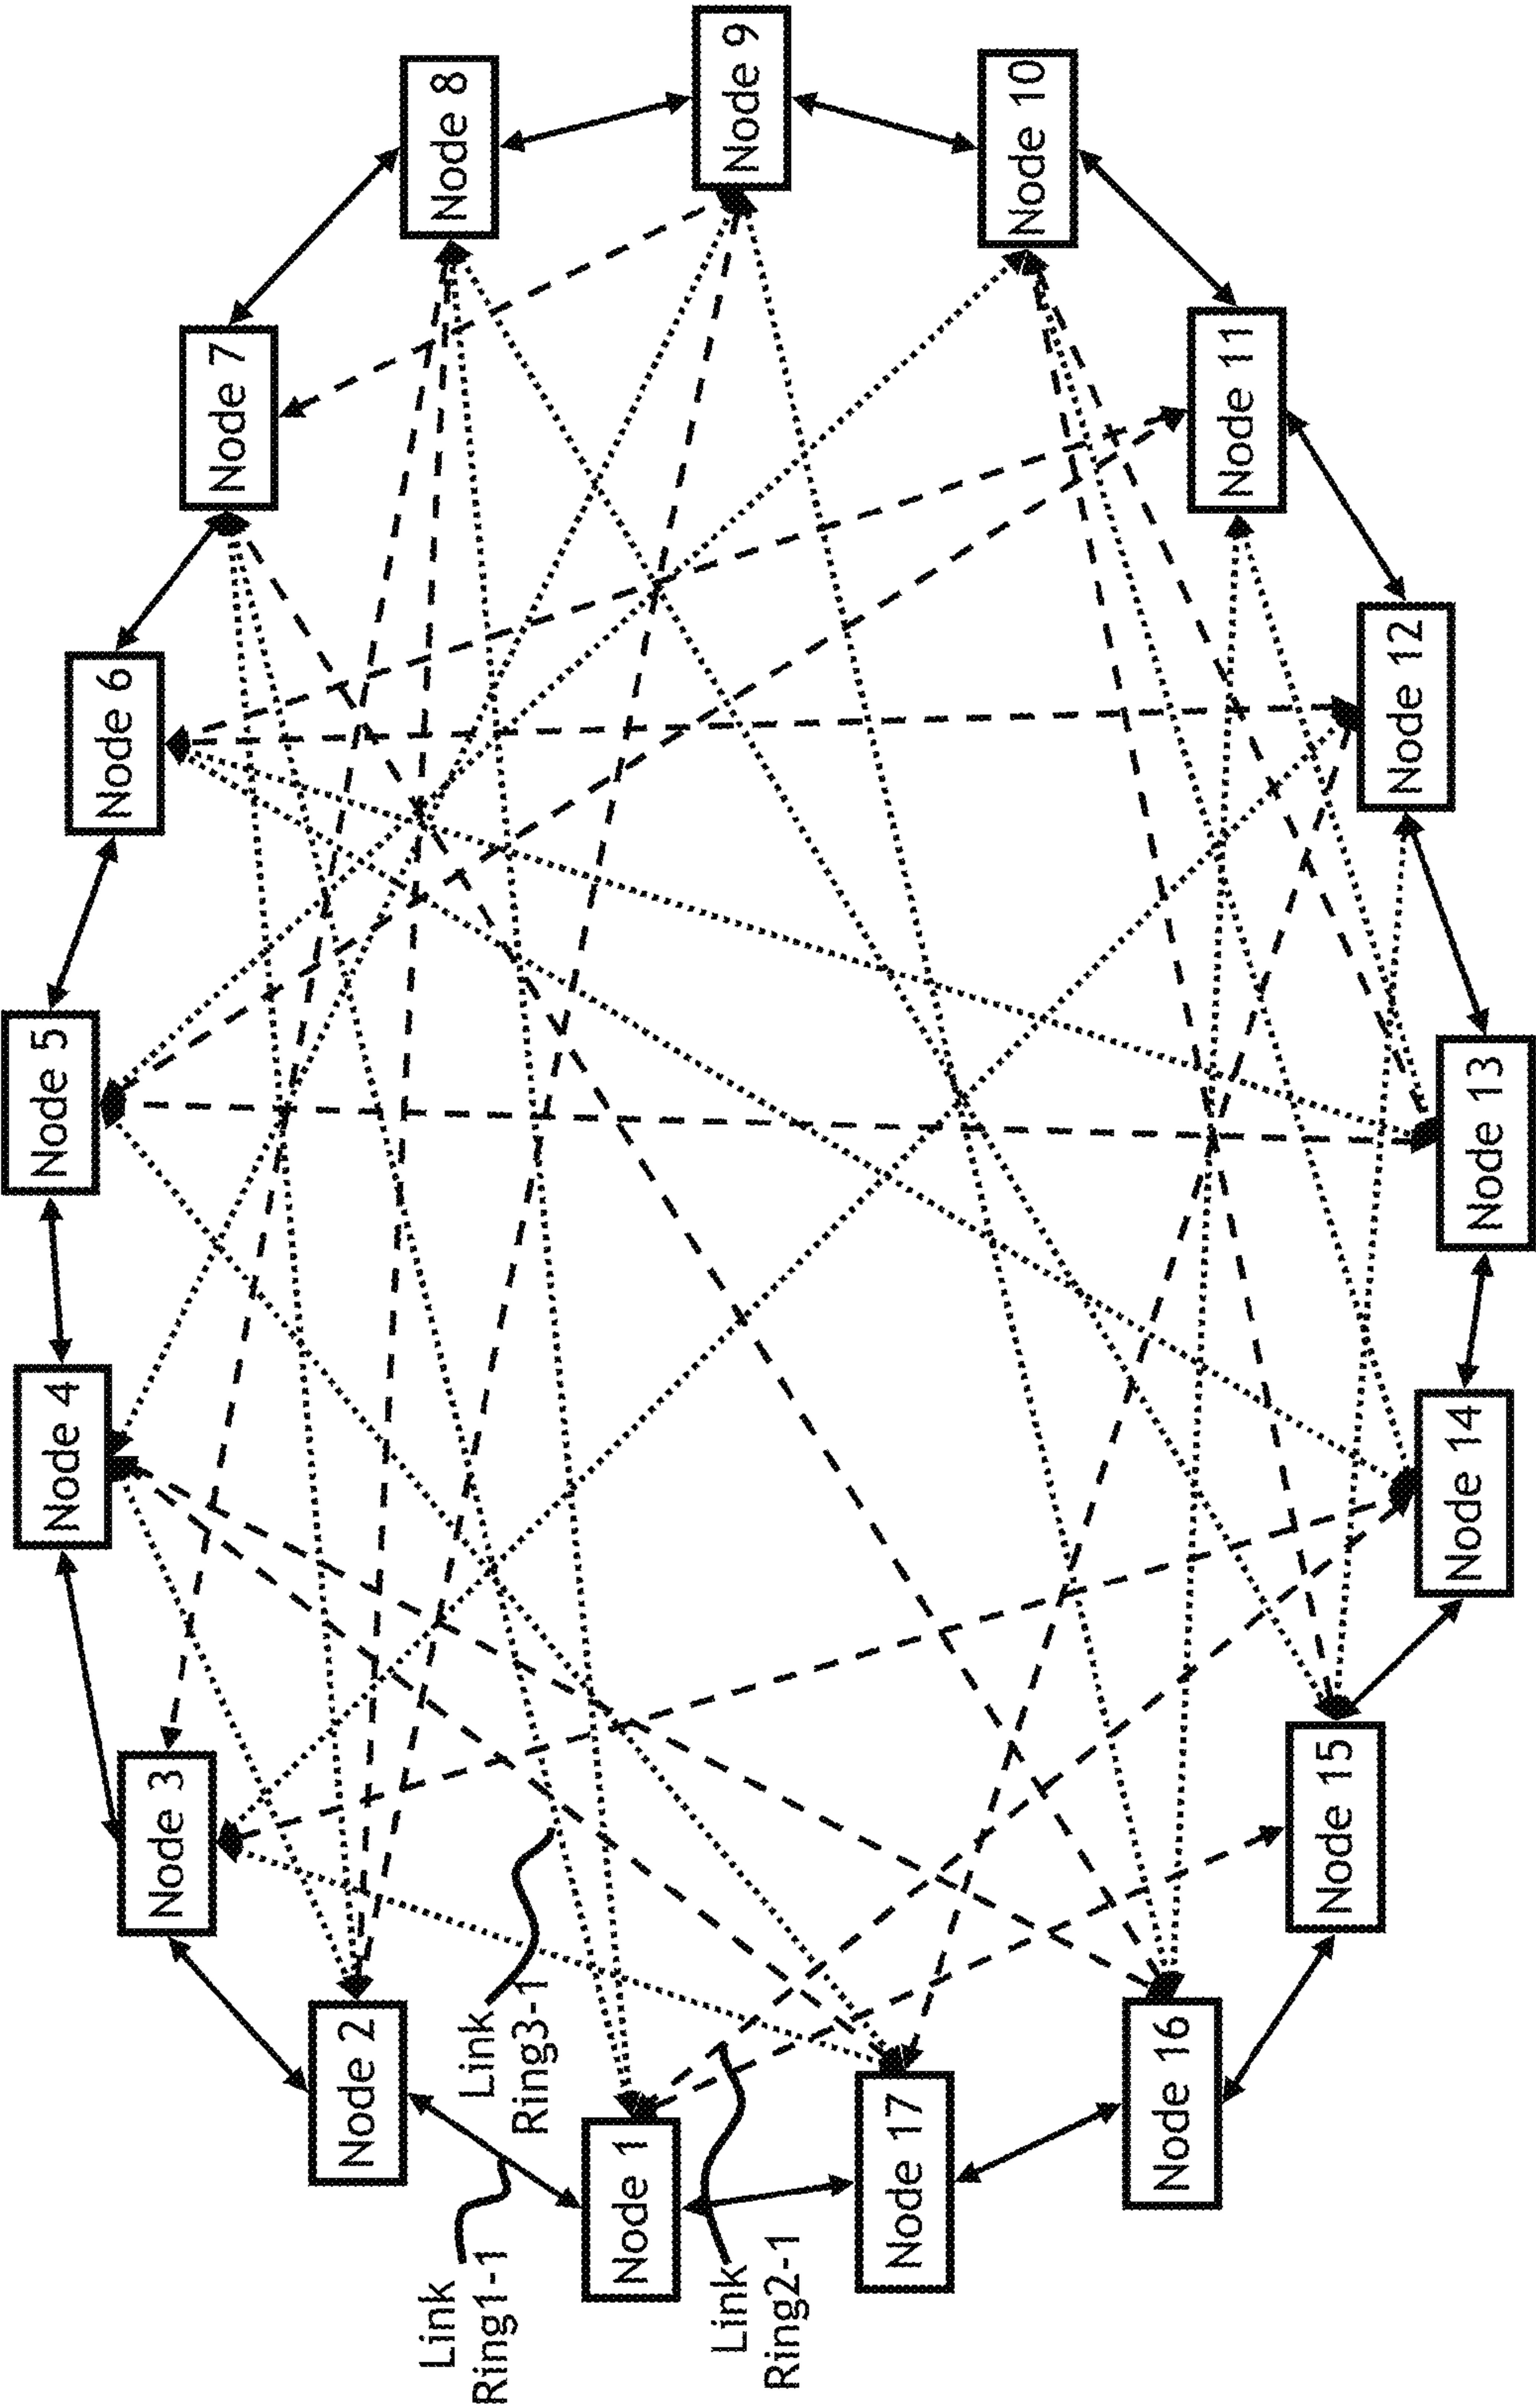 Node 1
Node 2
Node 3
Node 4
Node 5
Node 6
Node 7
Node 8
Node 9
Node 10
Node 11
Node 12
Node 13
Node 14
Node 15
Node 16
Node 17
Link
Ring1-1
Link
Ring2-1
Link
Ring3-1